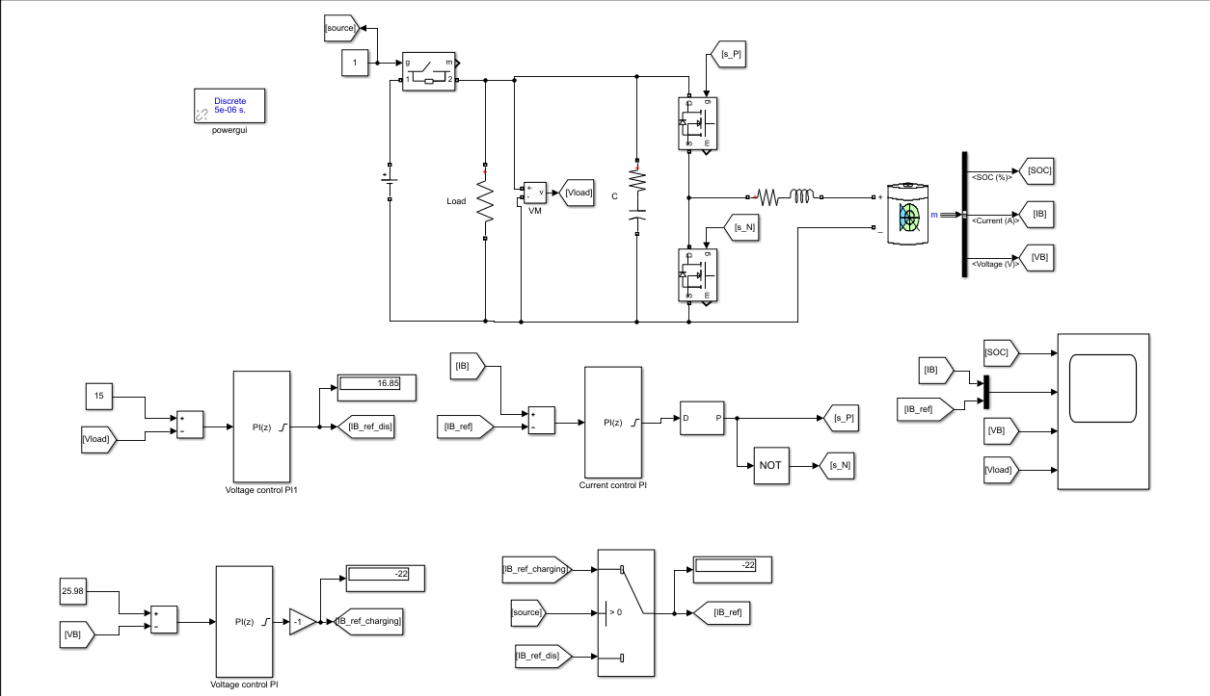 [source]
1
g
m
1
2
[s_P]
Discrete
5e-06 s.
powergui
g
D
S
m
+
Load
+
-
v
[Vload]
VM
C
[s_N]
g
D
S
m
+
_
m
<SOC (%)>
[SOC]
<Current (A)>
[IB]
<Voltage (V)>
[VB]
15
[Vload]
+
−
PI(z)
16.85
[IB_ref_dis]
Voltage control PI1
[IB]
[IB_ref]
+
−
PI(z)
Current control PI
D
P
[s_P]
NOT
[s_N]
[SOC]
[IB]
[IB_ref]
[VB]
[Vload]
25.98
[VB]
+
−
PI(z)
Voltage control PI
-1
-22
[IB_ref_charging]
[IB_ref_charging]
[source]
> 0
[IB_ref_dis]
-22
[IB_ref]